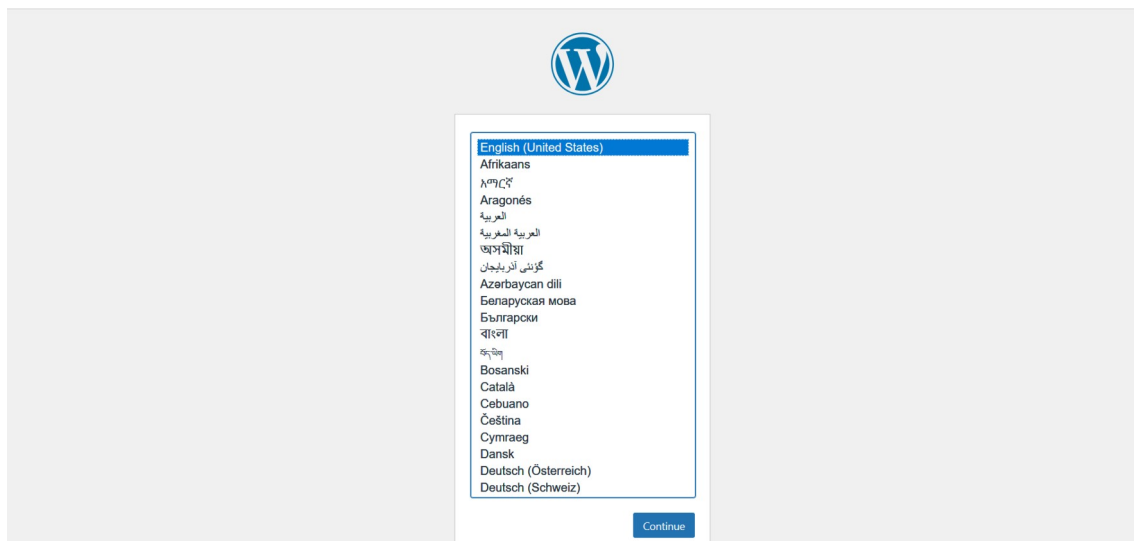 English (United States)
Afrikaans
አማርኛ
Aragonés
العربية
العربية المغربية
অসমীয়া
گؤنئی آذربایجان
Azərbaycan dili
Беларуская мова
Български
বাংলা
བོད་ཡིག
Bosanski
Català
Cebuano
Čeština
Cymraeg
Dansk
Deutsch (Österreich)
Deutsch (Schweiz)
Continue